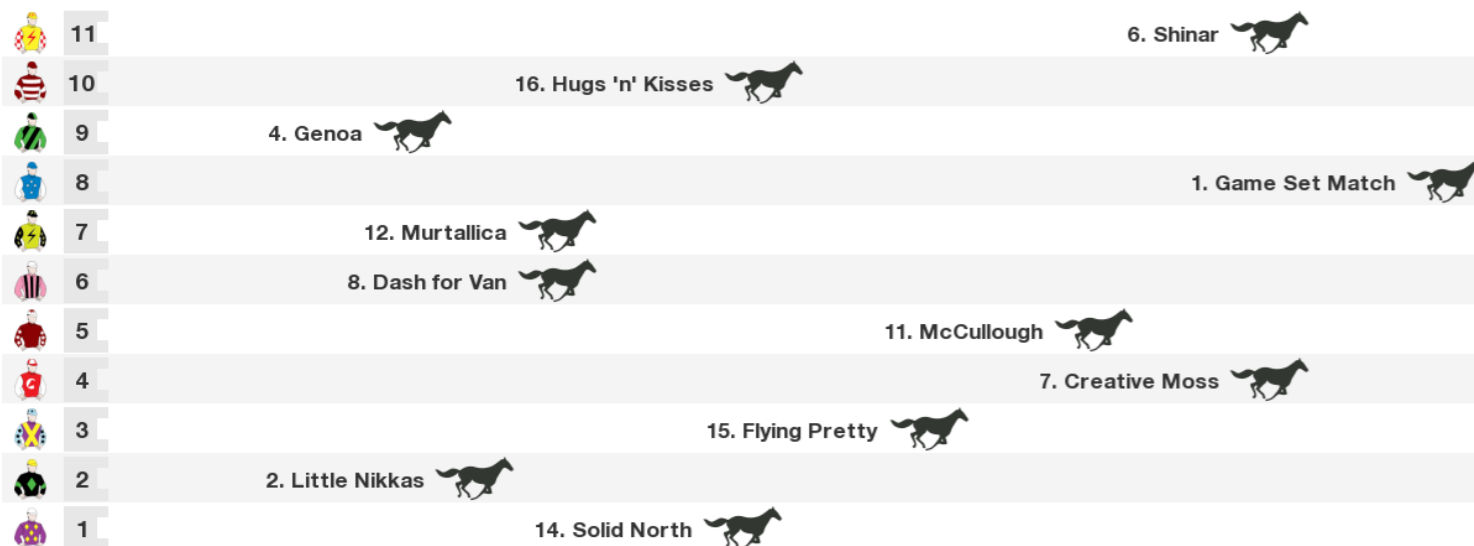 11 6. Shinar
10 16. Hugs 'n' Kisses
9 4. Genoa
8 1. Game Set Match
7 12. Murtallica
6 8. Dash for Van
5 11. McCullough
4 7. Creative Moss
3 15. Flying Pretty
2 2. Little Nikkas
1 14. Solid North